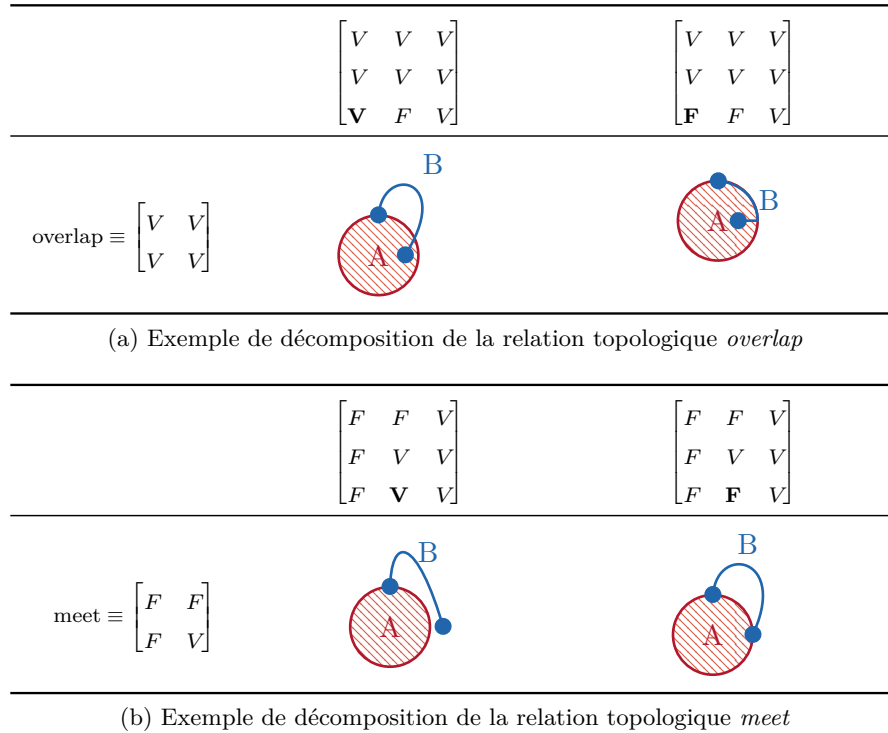 V V V V V V
V V V V V V
V F V F F V
B
B
overlap ≡ V V
V V
A A
(a) Exemple de décomposition de la relation topologique overlap
F F V F F V
F V V F V V
F V V F F V
B B
meet ≡ F F
F V
A A
(b) Exemple de décomposition de la relation topologique meet